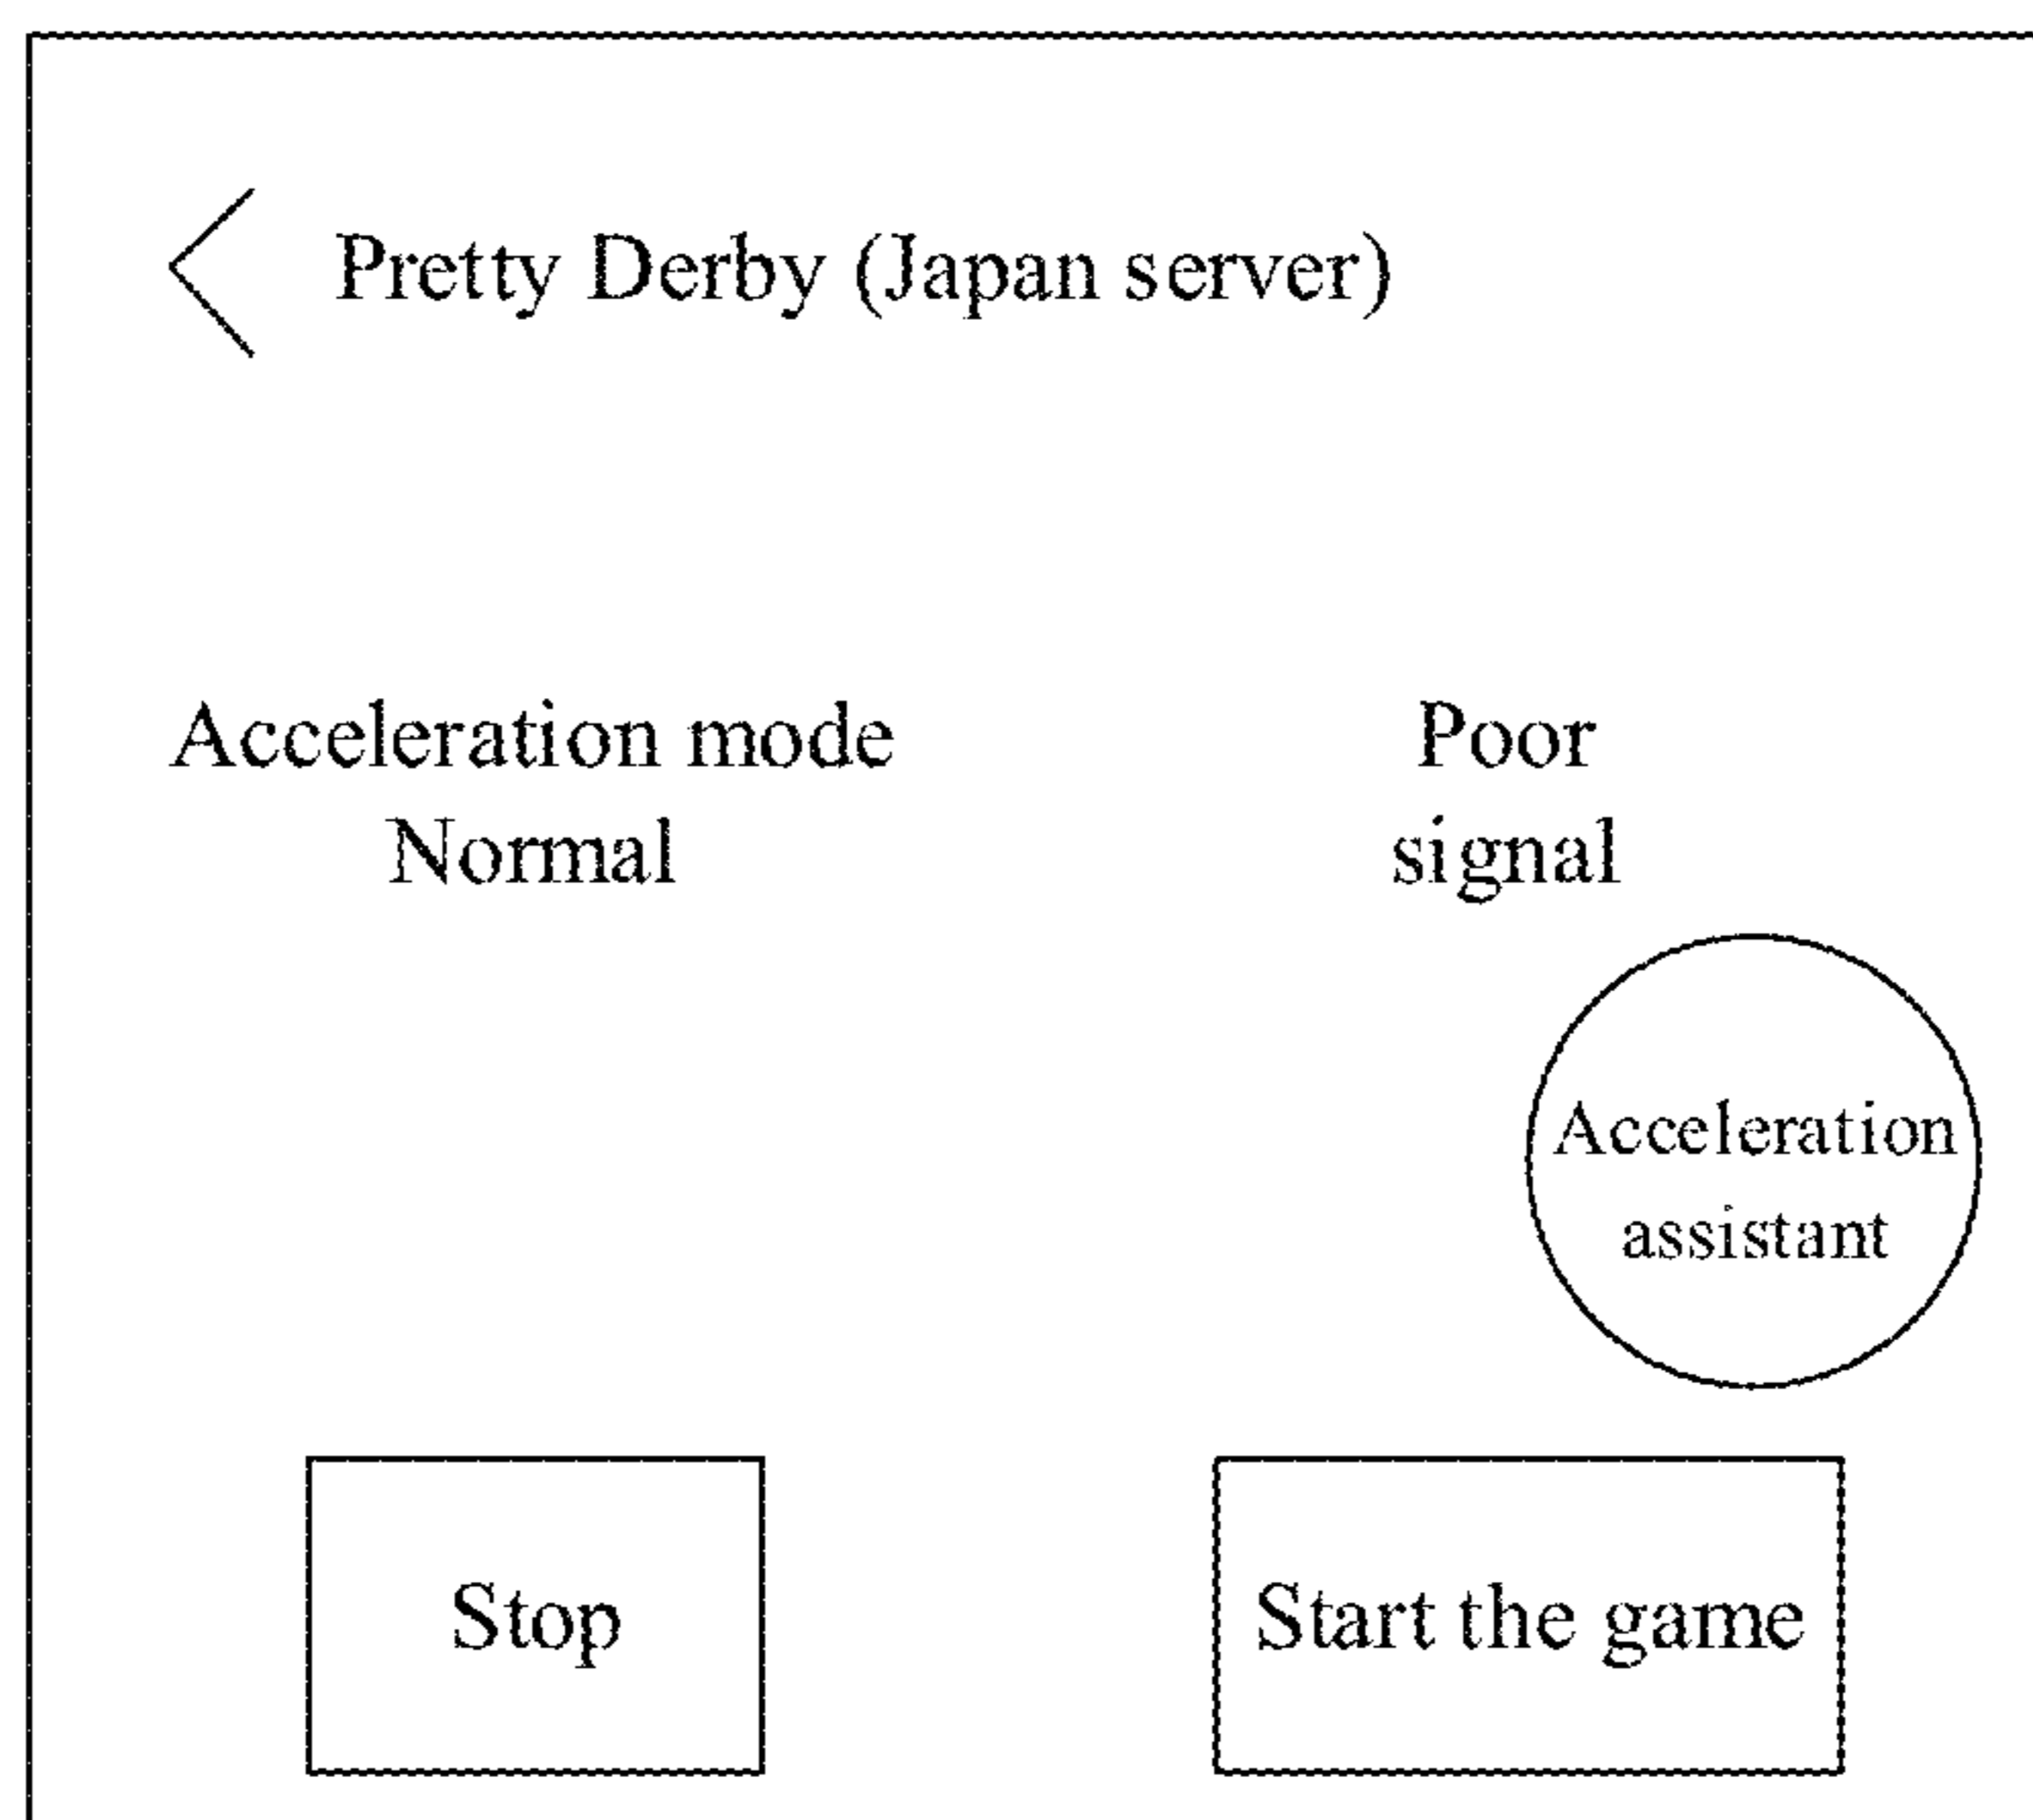 Pretty Derby (Japan server)
Acceleration mode
Normal
Poor
signal
Acceleration
assistant
Stop
Start the game